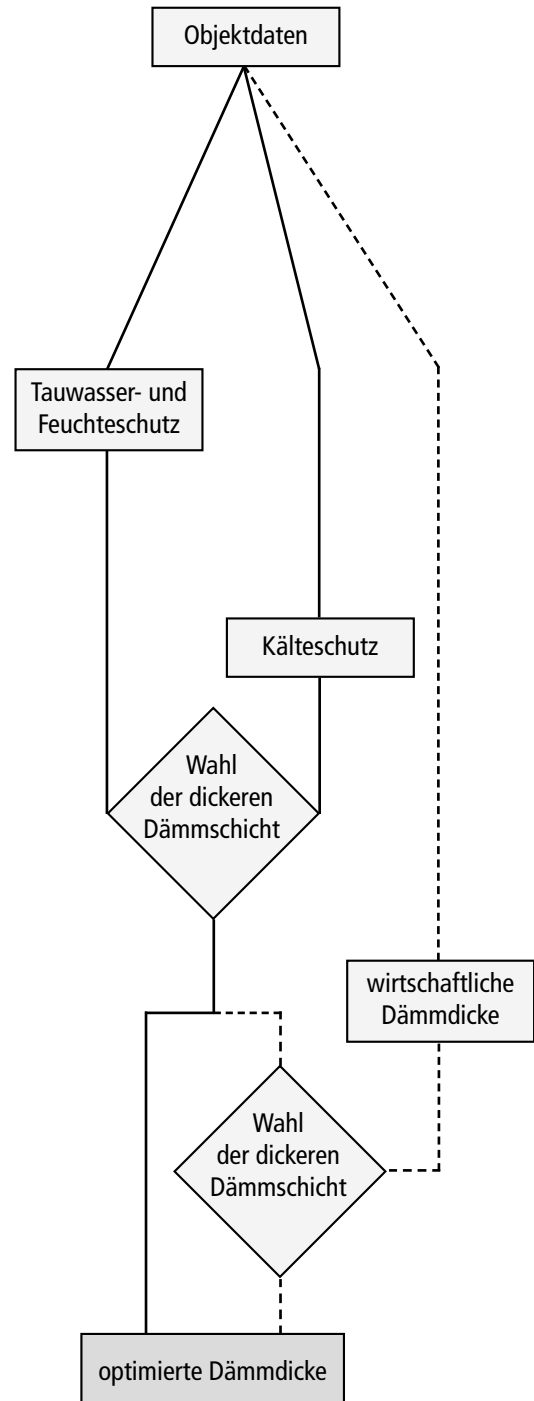 Objektdaten
Tauwasser- und
Feuchteschutz
Kälteschutz
Wahl
der dickeren
Dämmschicht
wirtschaftliche
Dämmdicke
Wahl
der dickeren
Dämmschicht
optimierte Dämmdicke